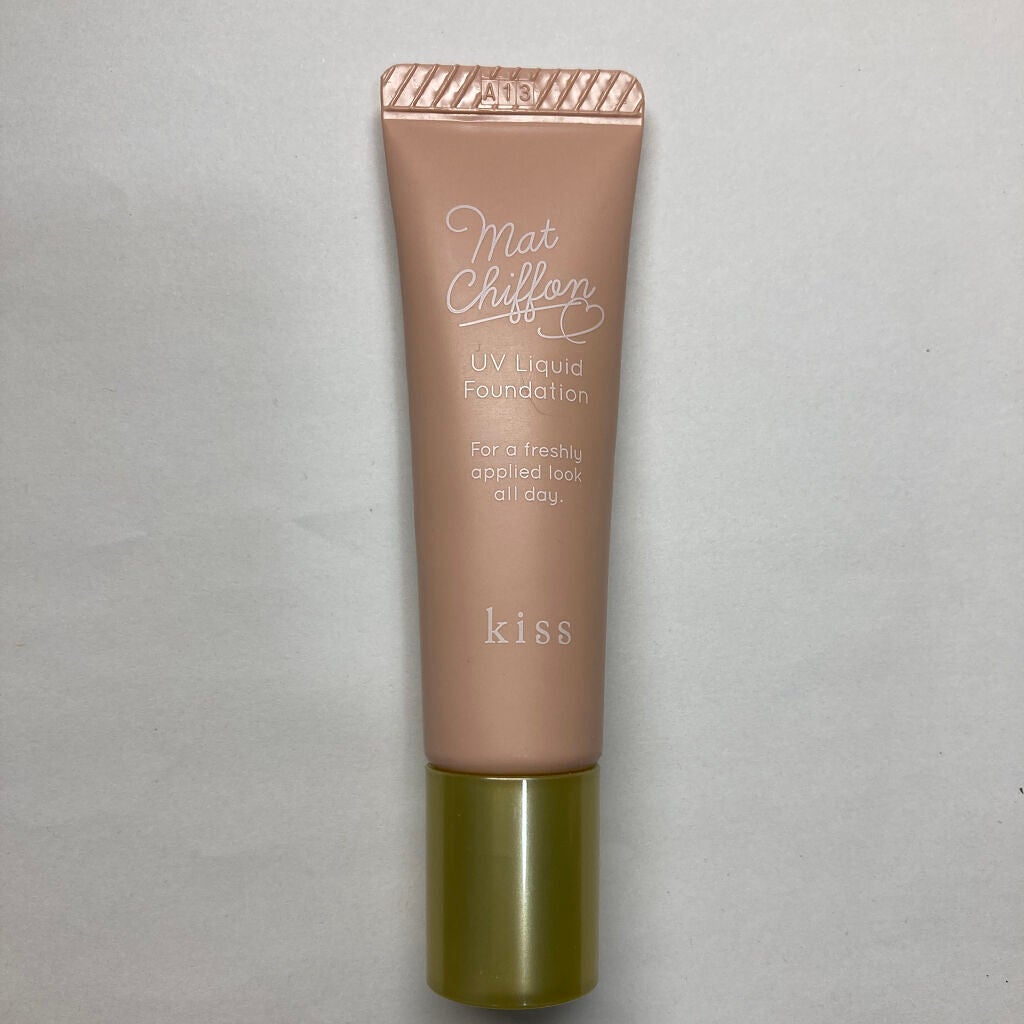 A13
Mat
Chiffon
UV Liquid
Foundation
For a freshly
applied look
all day.
kiss